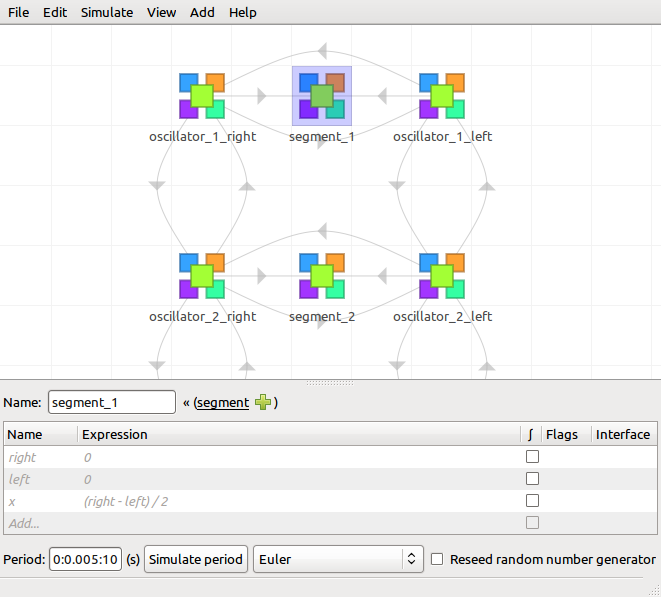 File Edit Simulate View Add Help
oscillator_1_right segment_1 oscillator_1_left
oscillator_2_right segment_2 oscillator_2_left
Name: segment_1 « (segment )
Name Expression ∫ Flags Interface
right 0
left 0
x (right - left) / 2
Add...
Period: 0:0.005:10 (s) Simulate period Euler Reseed random number generator